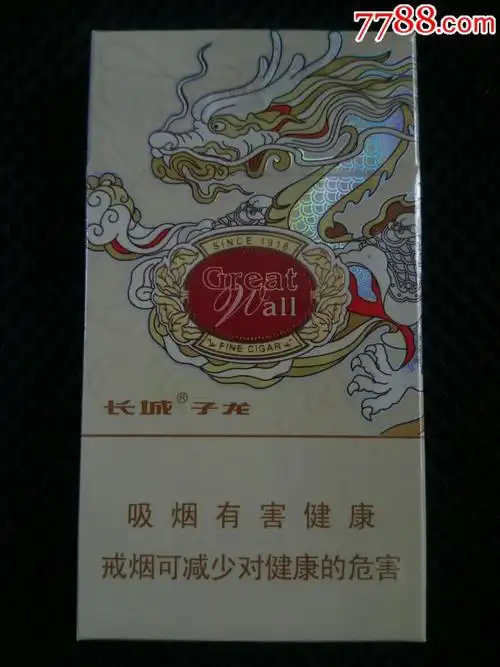 7788.com
SINCE 1918
Great
Wall
FINE CIGAR
长城®子龙
吸烟有害健康
戒烟可减少对健康的危害